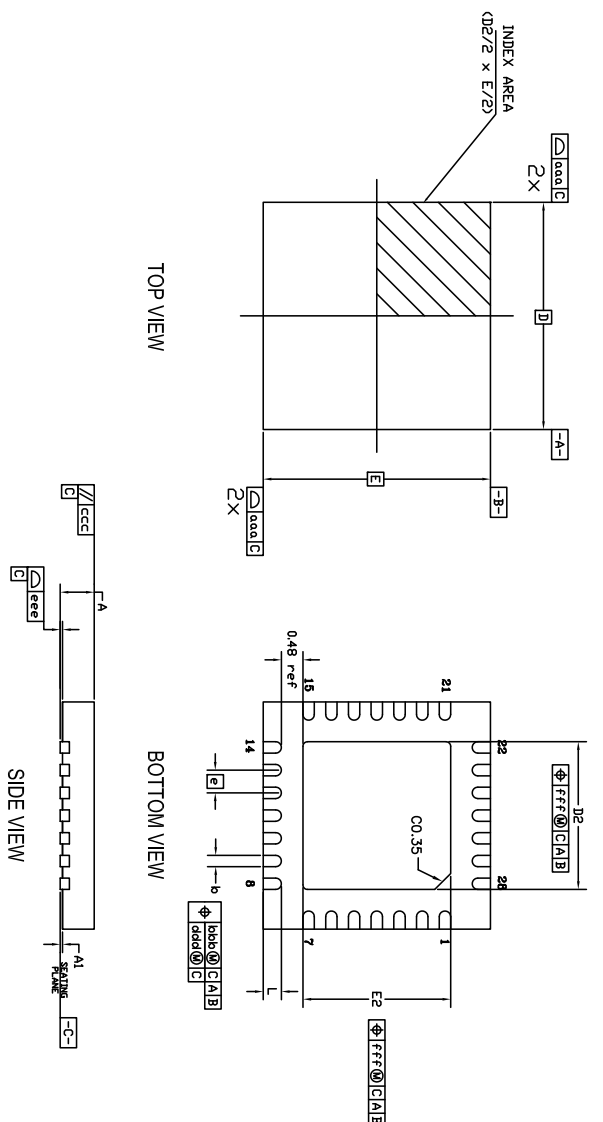 INDEX AREA
(D2/2 x E/2)
⌓ aaa C
2x
D
-A-
-B-
E
⌓ aaa C
2x
TOP VIEW
0.48 ref
15
21
14
22
e
D2
⌖ fff Ⓜ C A B
C0.35
8
28
b
7
1
⌖ bbb Ⓜ C A B
ddd Ⓜ C
L
E2
⌖ fff Ⓜ C A B
BOTTOM VIEW
// ccc
C
A
⌓ eee
C
A1
SEATING
PLANE
-C-
SIDE VIEW